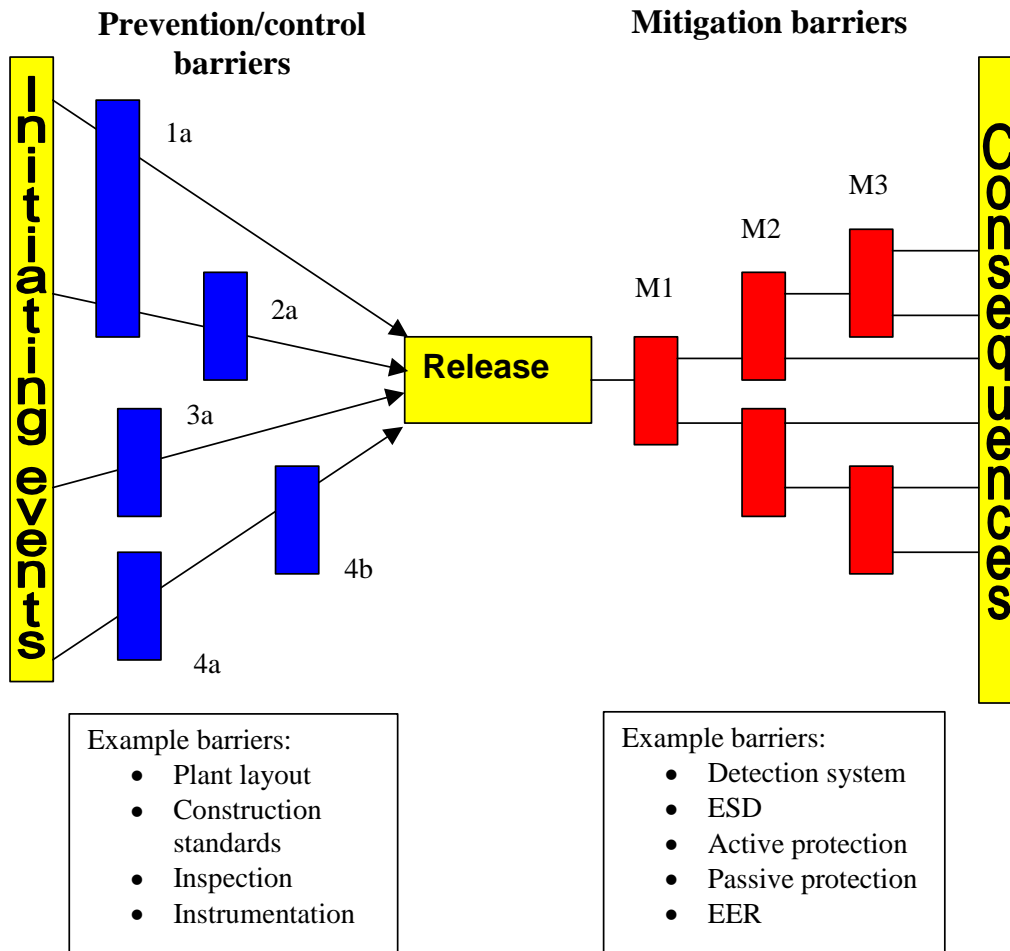 Prevention/control
barriers
Mitigation barriers
Initiating events
1a
2a
3a
4b
4a
Release
M1
M2
M3
Consequences
Example barriers:
• Plant layout
• Construction
standards
• Inspection
• Instrumentation
Example barriers:
• Detection system
• ESD
• Active protection
• Passive protection
• EER